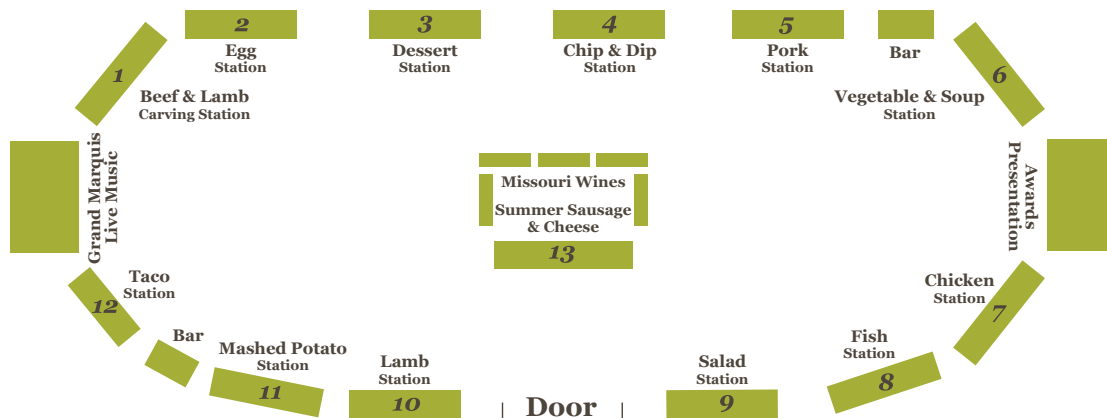 2
Egg
Station
3
Dessert
Station
4
Chip & Dip
Station
5
Pork
Station
Bar
1
Beef & Lamb
Carving Station
6
Vegetable & Soup
Station
Grand Marquis
Live Music
Missouri Wines
Summer Sausage
& Cheese
13
Awards
Presentation
12
Taco
Station
Bar
Mashed Potato
Station
11
Lamb
Station
10
Door
Salad
Station
9
Fish
Station
8
Chicken
Station
7